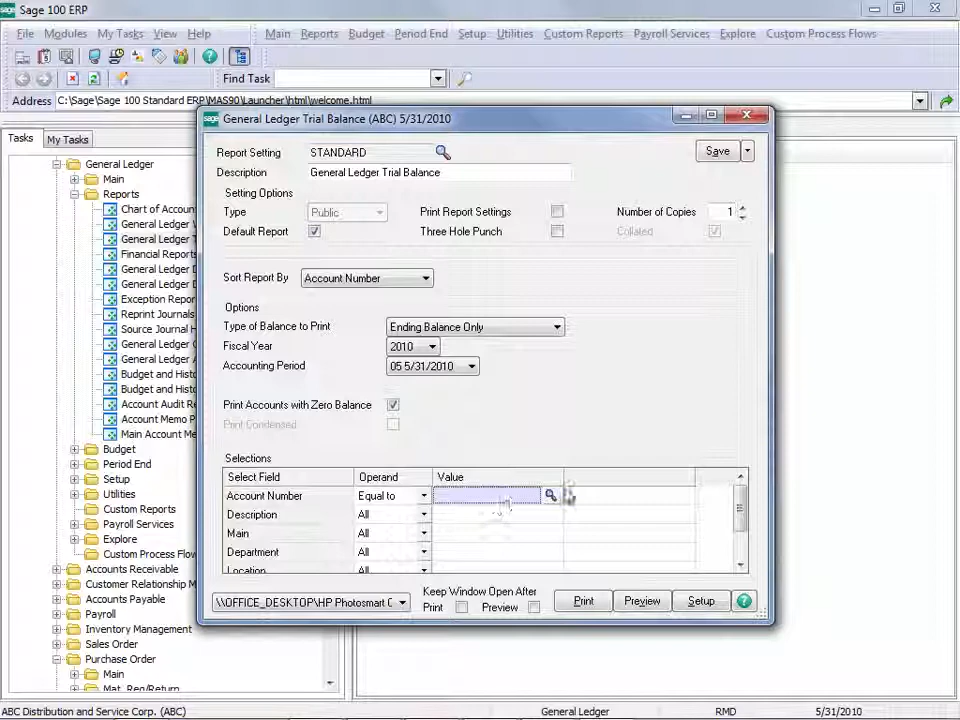 sage Sage 100 ERP
File Modules My Tasks View Help Main Reports Budget Period End Setup Utilities Custom Reports Payroll Services Explore Custom Process Flows
Find Task
Address C:\Sage\Sage 100 Standard ERP\MAS90\Launcher\html\welcome.html
Tasks My Tasks
General Ledger
Main
Reports
Chart of Accoun
General Ledger
General Ledger
Financial Reports
General Ledger
General Ledger
Exception Repor
Reprint Journals
Source Journal H
General Ledger
General Ledger
Budget and Histo
Budget and Histo
Account Audit R
Account Memo P
Main Account Me
Budget
Period End
Setup
Utilities
Custom Reports
Payroll Services
Explore
Custom Process Flow
Accounts Receivable
Customer Relationship M
Accounts Payable
Payroll
Inventory Management
Sales Order
Purchase Order
Main
Mat. Req/Return
sage General Ledger Trial Balance (ABC) 5/31/2010
Report Setting STANDARD Save
Description General Ledger Trial Balance
Setting Options
Type Public Print Report Settings Number of Copies 1
Default Report Three Hole Punch Collated
Sort Report By Account Number
Options
Type of Balance to Print Ending Balance Only
Fiscal Year 2010
Accounting Period 05 5/31/2010
Print Accounts with Zero Balance
Print Condensed
Selections
Select Field Operand Value
Account Number Equal to
Description All
Main All
Department All
Location All
\\OFFICE_DESKTOP\HP Photosmart C
Keep Window Open After
Print Preview
Print Preview Setup
ABC Distribution and Service Corp. (ABC) General Ledger RMD 5/31/2010